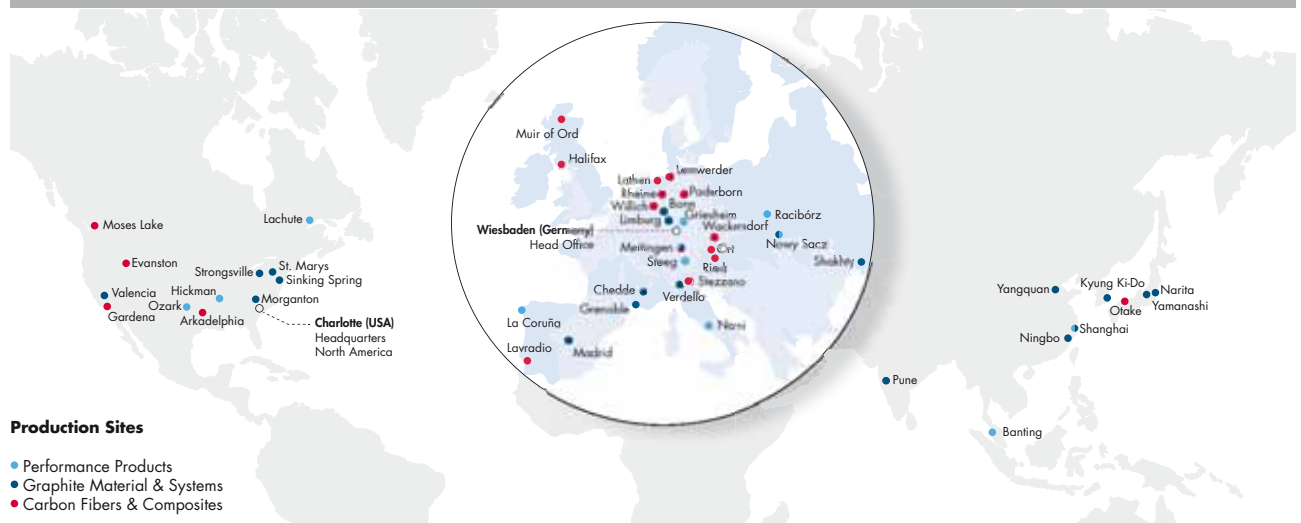 Moses Lake
Evanston
Valencia
Gardena
Lachute
Strongsville
St. Marys
Sinking Spring
Hickman
Ozark
Arkadelphia
Morganton
Charlotte (USA)
Headquarters
North America
Muir of Ord
Halifax
Lemwerder
Lathen
Rheine
Paderborn
Willich
Bonn
Limburg
Griesheim
Wackersdorf
Racibórz
Nowy Sacz
Wiesbaden (Germany)
Head Office
Meitingen
Ort
Steeg
Ried
Shakhty
Stezzano
Verdello
Chedde
Grenoble
La Coruña
Narni
Lavradio
Madrid
Yangquan
Kyung Ki-Do
Narita
Otake
Yamanashi
Shanghai
Ningbo
Pune
Banting
Production Sites
Performance Products
Graphite Material & Systems
Carbon Fibers & Composites